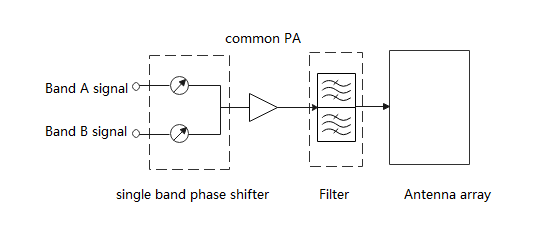 common PA
Band A signal
Band B signal
single band phase shifter
Filter
Antenna array